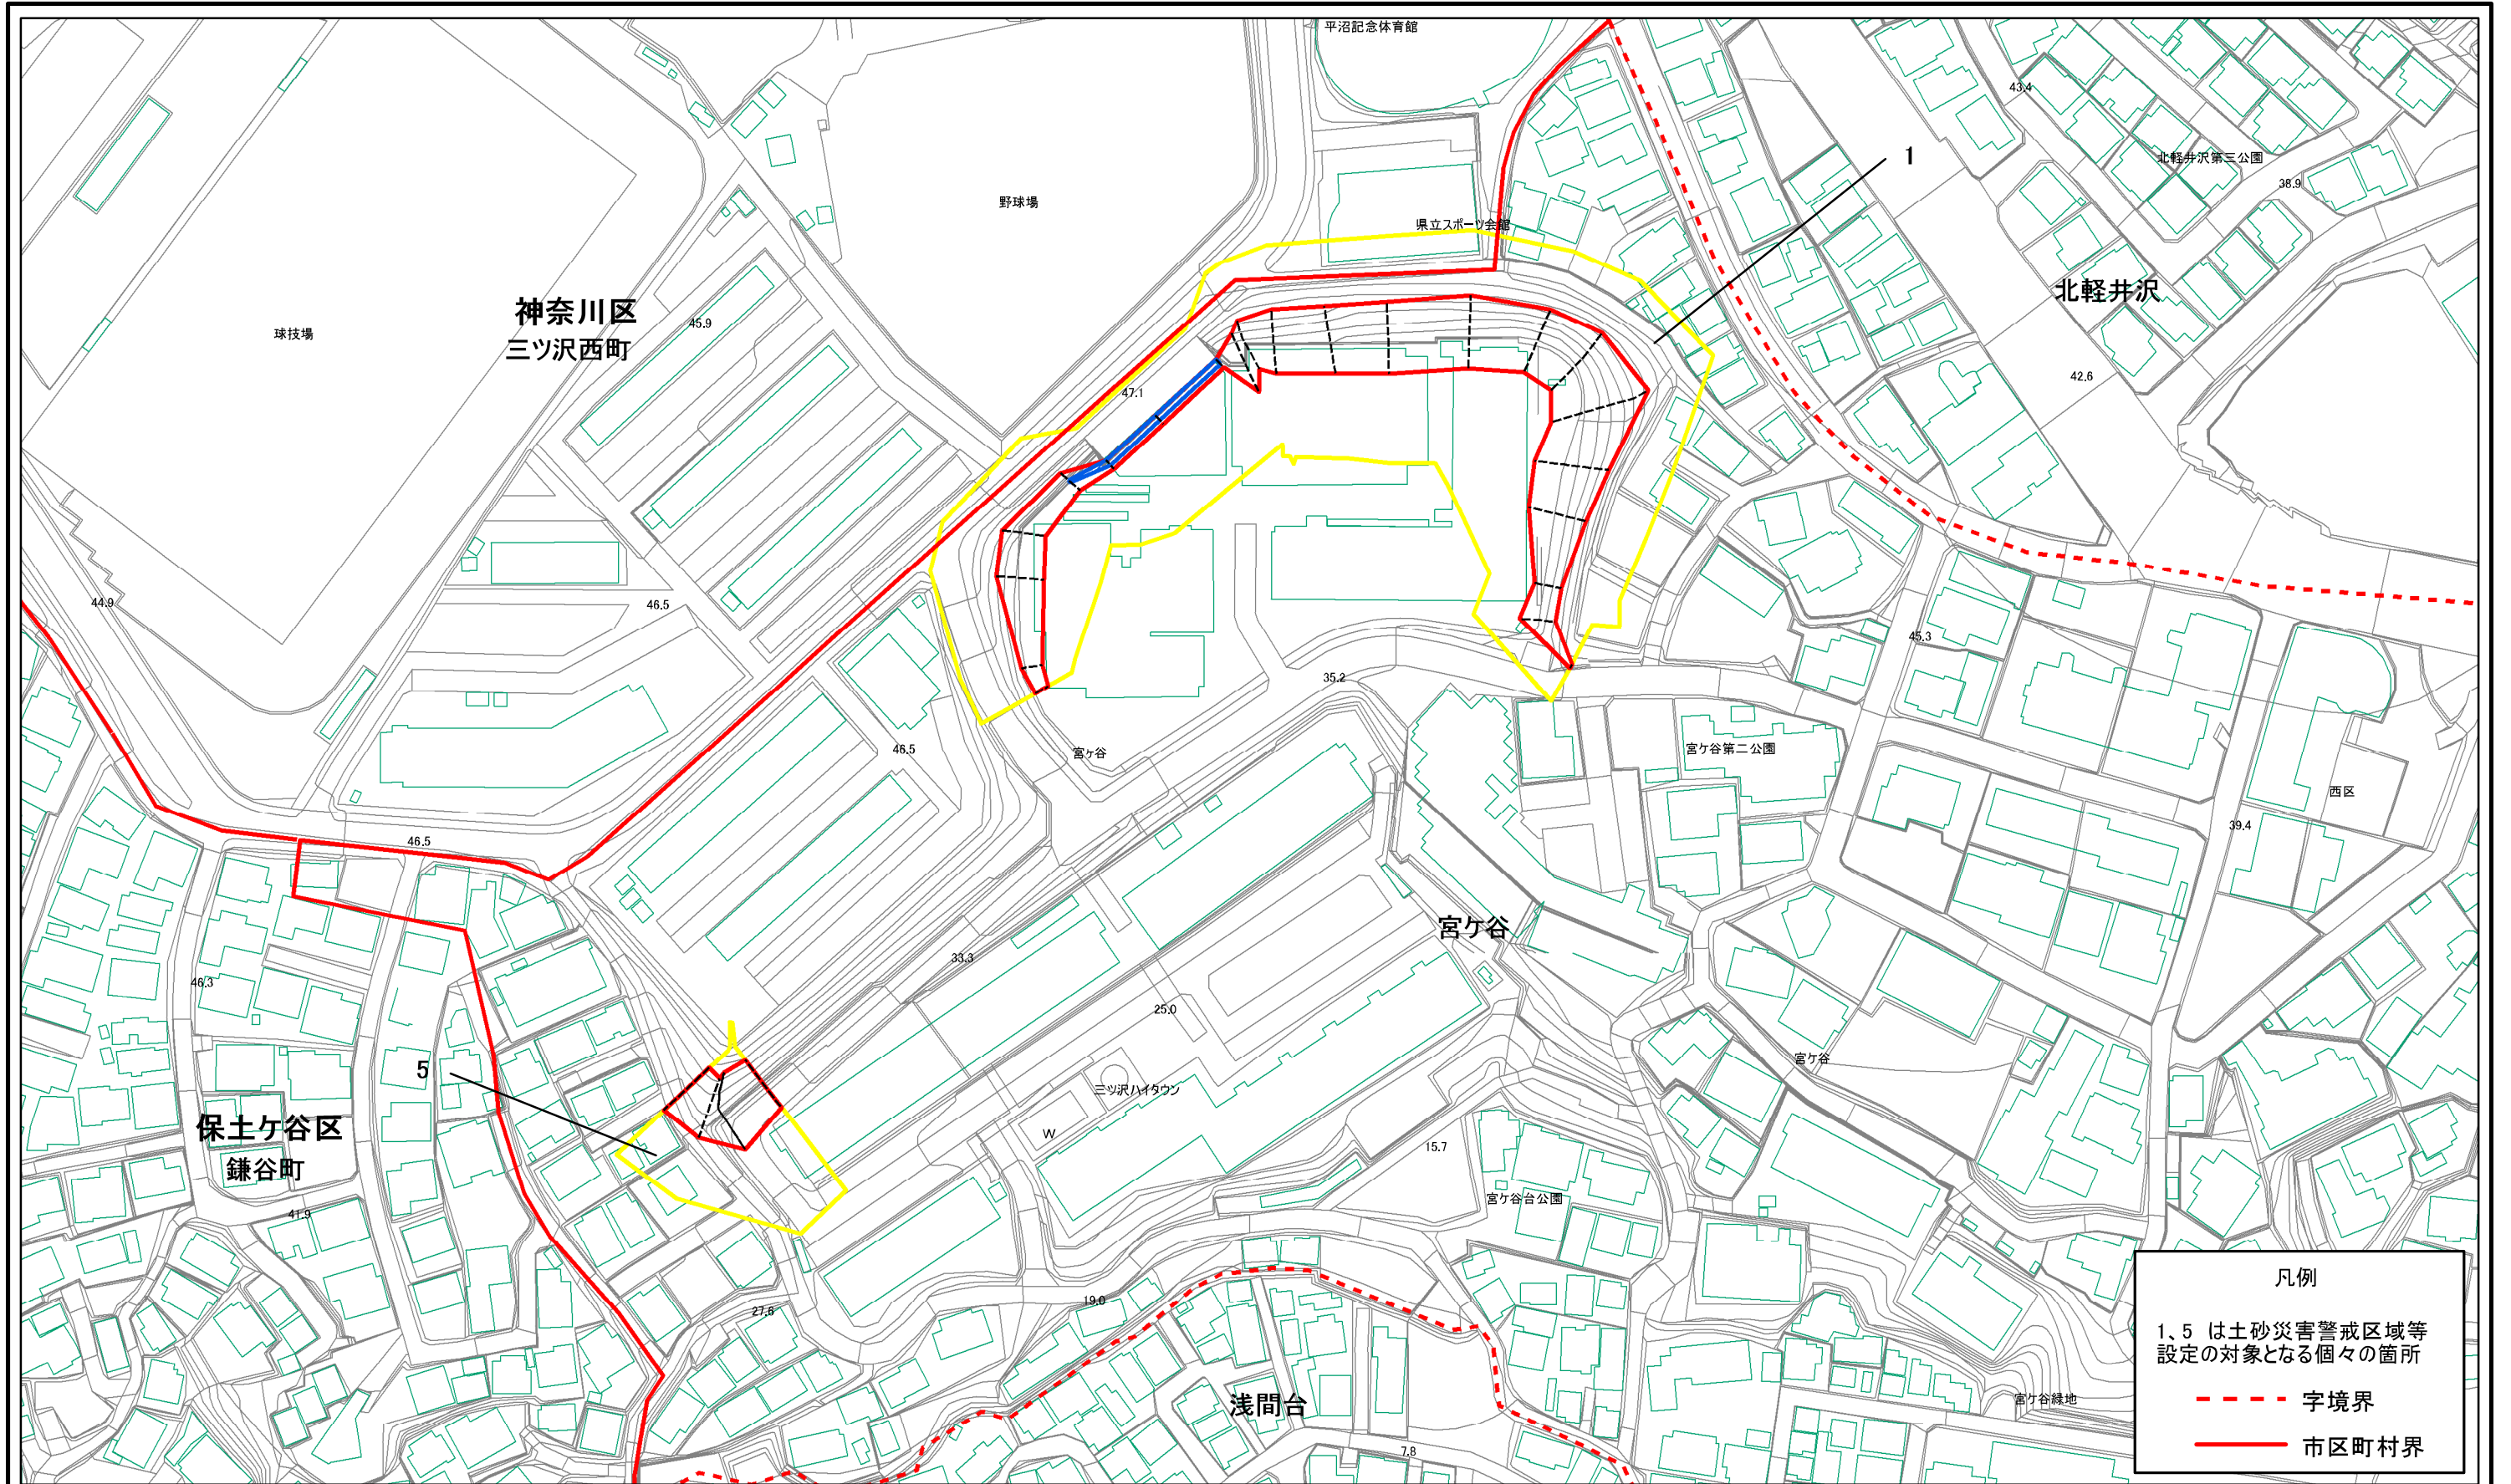 平沼記念体育館
43.4
1
北軽井沢第三公園
38.9
野球場
県立スポーツ会館
北軽井沢
神奈川区
45.9
三ツ沢西町
球技場
42.6
47.1
44.9
46.5
45.3
35.2
46.5
宮ヶ谷
宮ケ谷第二公園
西区
39.4
46.5
宮ケ谷
33.3
46.3
25.0
宮ケ谷
5
三ツ沢ハイタウン
保土ケ谷区
W
15.7
鎌谷町
宮ケ谷台公園
41.9
19.0
27.6
浅間台
宮ケ谷緑地
7.8
凡例
1、5 は土砂災害警戒区域等
設定の対象となる個々の箇所
字境界
市区町村界